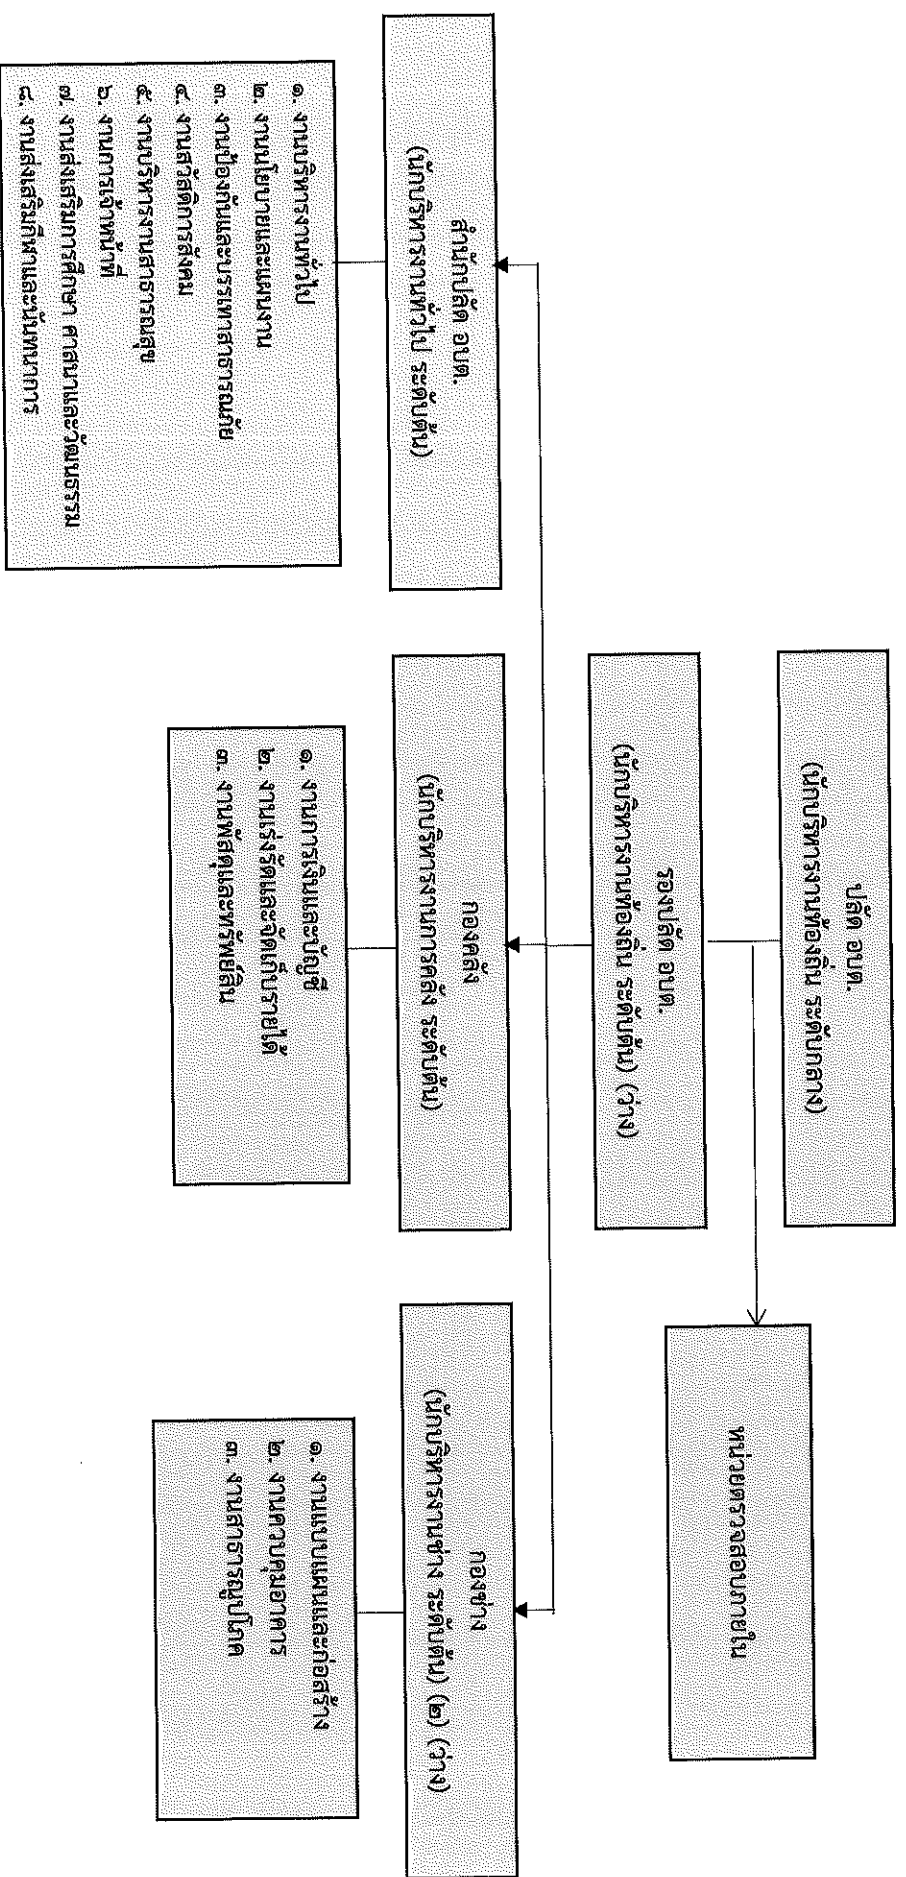 ปลัด อบต.
(นักบริหารงานท้องถิ่น ระดับกลาง)
หน่วยตรวจสอบภายใน
รองปลัด อบต.
(นักบริหารงานท้องถิ่น ระดับต้น) (ว่าง)
สำนักปลัด อบต.
(นักบริหารงานทั่วไป ระดับต้น)
๑. งานบริหารงานทั่วไป
๒. งานนโยบายและแผนงาน
๓. งานป้องกันและบรรเทาสาธารณภัย
๔. งานสวัสดิการสังคม
๕. งานบริหารงานสาธารณสุข
๖. งานการเจ้าหน้าที่
๗. งานส่งเสริมการศึกษา ศาสนาและวัฒนธรรม
๘. งานส่งเสริมกีฬาและนันทนาการ
กองคลัง
(นักบริหารงานการคลัง ระดับต้น)
๑. งานการเงินและบัญชี
๒. งานเร่งรัดและจัดเก็บรายได้
๓. งานพัสดุและทรัพย์สิน
กองช่าง
(นักบริหารงานช่าง ระดับต้น) (๒) (ว่าง)
๑. งานแบบแผนและก่อสร้าง
๒. งานควบคุมอาคาร
๓. งานสาธารณูปโภค